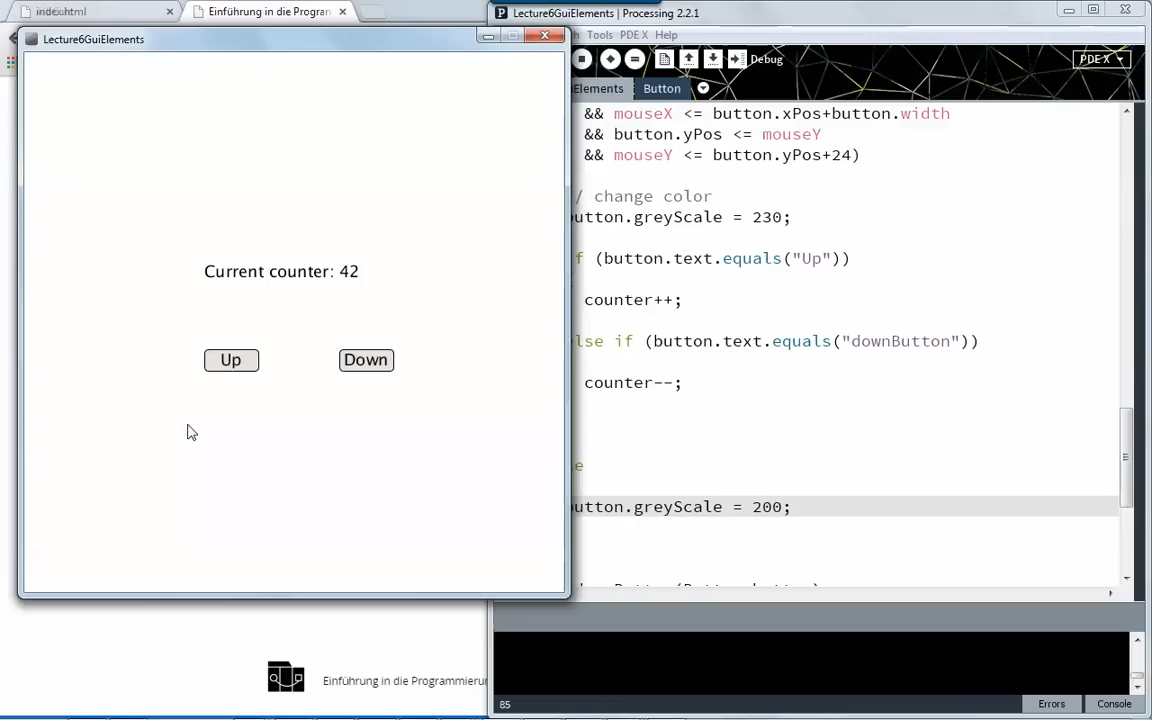 index.html
Einführung in die Program
Lecture6GuiElements
Current counter: 42
Up
Down
Lecture6GuiElements | Processing 2.2.1
Tools PDE X Help
Debug
PDE X
Elements
Button
&& mouseX <= button.xPos+button.width
&& button.yPos <= mouseY
&& mouseY <= button.yPos+24)
/ change color
button.greyScale = 230;
f (button.text.equals("Up"))
counter++;
lse if (button.text.equals("downButton"))
counter--;
e
button.greyScale = 200;
85
Errors
Console
Einführung in die Programmierun